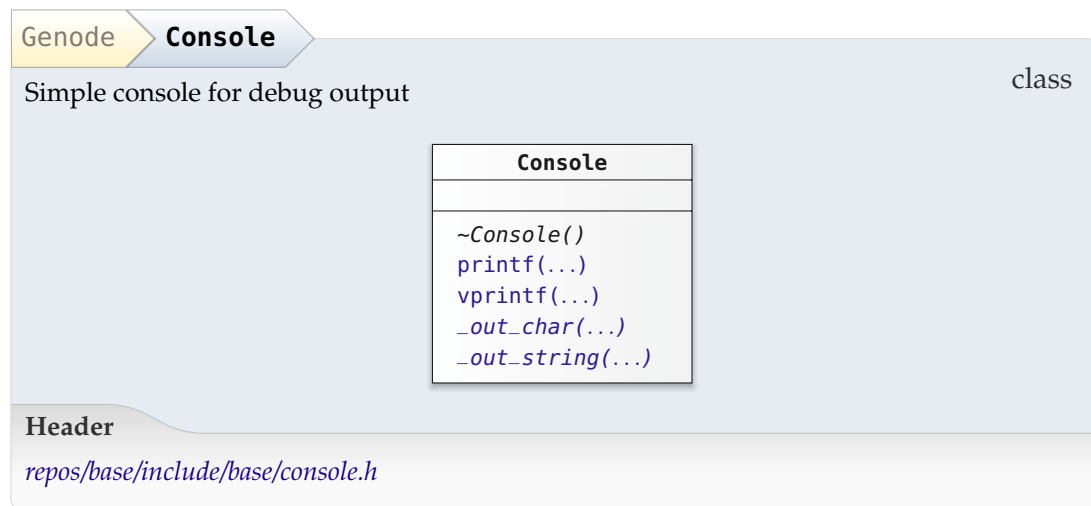 Genode Console
class
Simple console for debug output
Console
~Console()
printf(...)
vprintf(...)
_out_char(...)
_out_string(...)
Header
repos/base/include/base/console.h